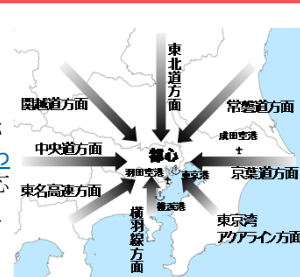 東北道方面
関越道方面
常磐道方面
成田空港
中央道方面
都心
羽田空港
東京港
京葉道方面
東名高速方面
横浜港
横羽線方面
東京湾
アクアライン方面